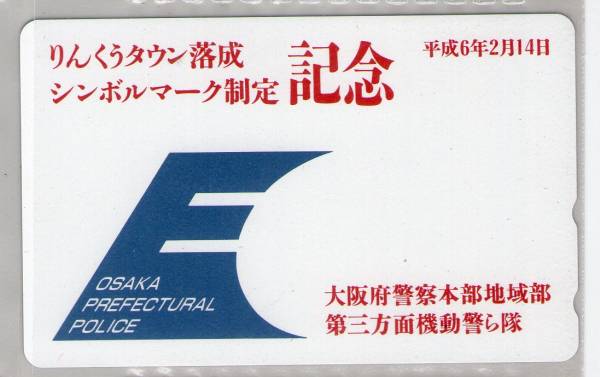 りんくうタウン落成
シンボルマーク制定
記念
平成6年2月14日
OSAKA
PREFECTURAL
POLICE
大阪府警察本部地域部
第三方面機動警ら隊